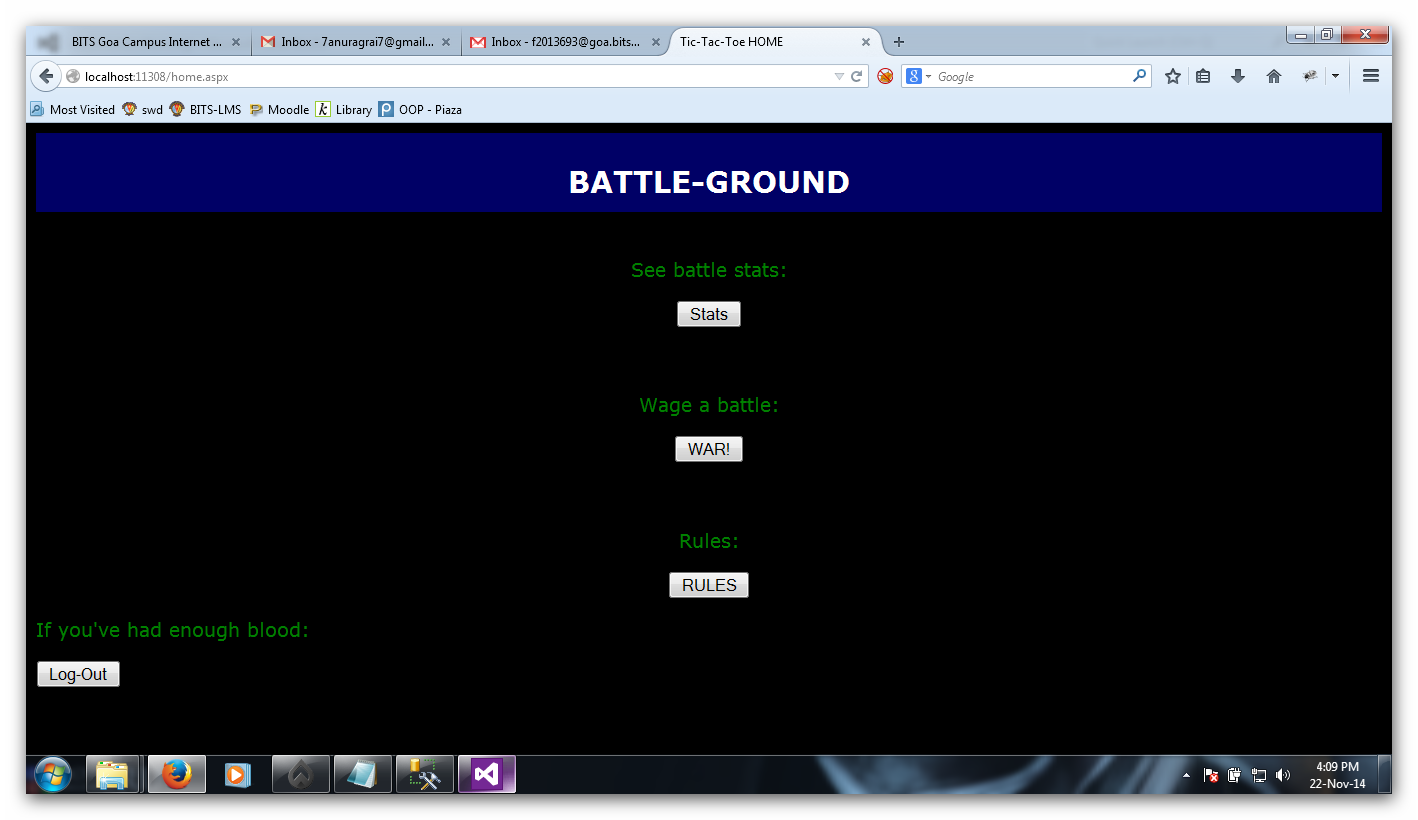 BITS Goa Campus Internet ...
Inbox - 7anuragrai7@gmail...
Inbox - f2013693@goa.bits...
Tic-Tac-Toe HOME
localhost:11308/home.aspx
Google
Most Visited swd BITS-LMS Moodle Library OOP - Piaza
BATTLE-GROUND
See battle stats:
Stats
Wage a battle:
WAR!
Rules:
RULES
If you've had enough blood:
Log-Out
4:09 PM
22-Nov-14